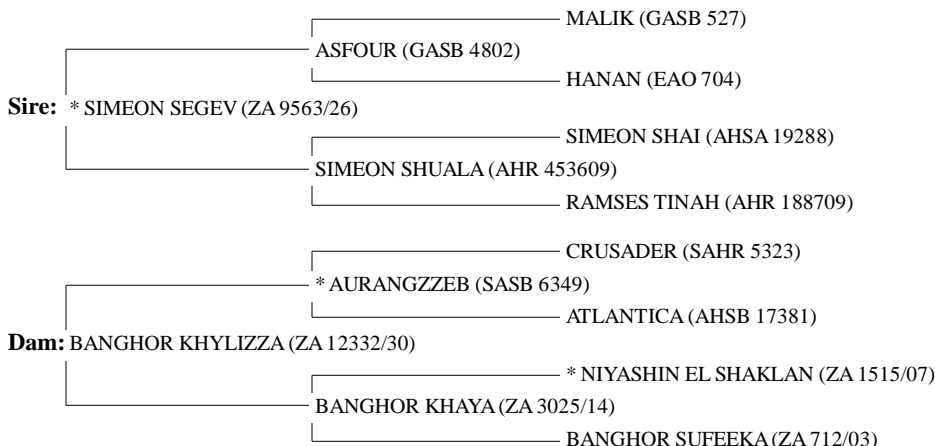 MALIK (GASB 527)
ASFOUR (GASB 4802)
HANAN (EAO 704)
Sire: * SIMEON SEGEV (ZA 9563/26)
SIMEON SHAI (AHSA 19288)
SIMEON SHUALA (AHR 453609)
RAMSES TINAH (AHR 188709)
CRUSADER (SAHR 5323)
* AURANGZZEB (SASB 6349)
ATLANTICA (AHSB 17381)
Dam: BANGHOR KHYLIZZA (ZA 12332/30)
* NIYASHIN EL SHAKLAN (ZA 1515/07)
BANGHOR KHAYA (ZA 3025/14)
BANGHOR SUFEEKA (ZA 712/03)